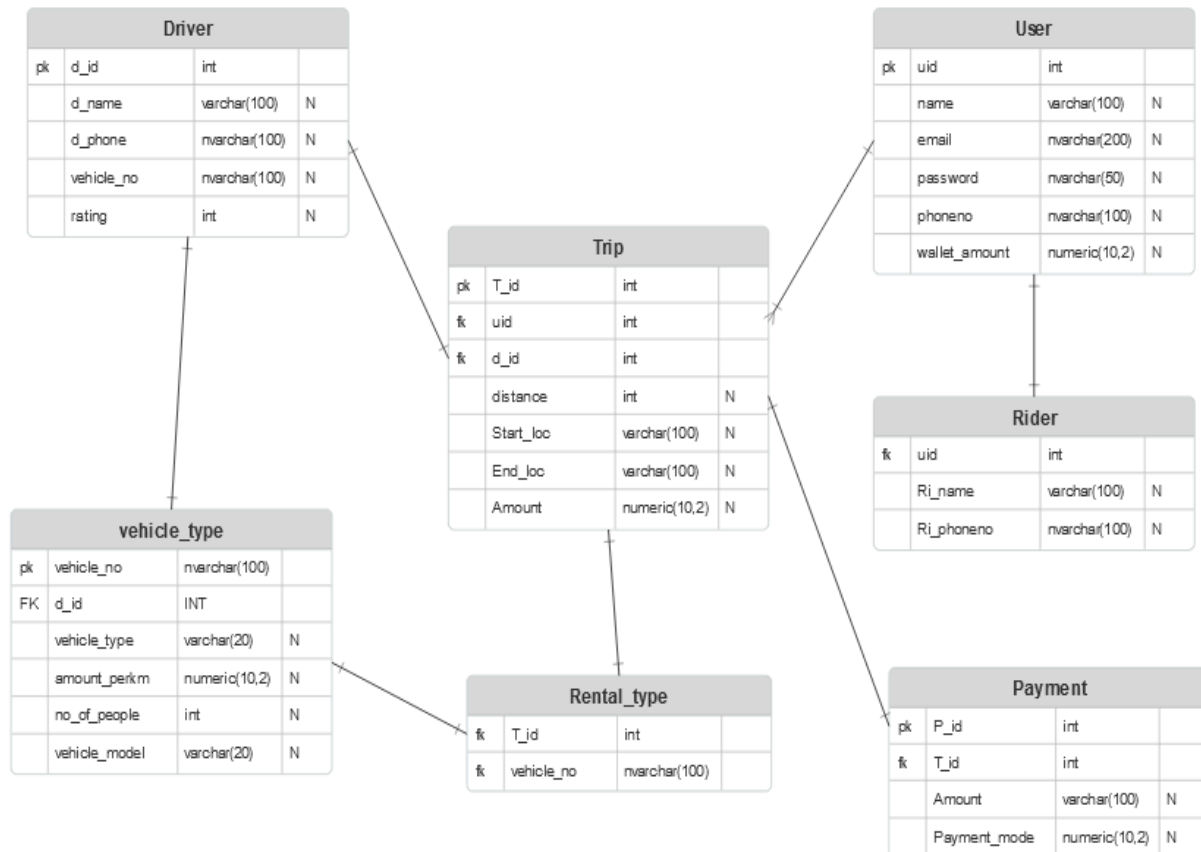 Driver
pk d_id int
d_name varchar(100) N
d_phone nvarchar(100) N
vehicle_no nvarchar(100) N
rating int N
User
pk uid int
name varchar(100) N
email nvarchar(200) N
password nvarchar(50) N
phoneno nvarchar(100) N
wallet_amount numeric(10,2) N
Trip
pk T_id int
fk uid int
fk d_id int
distance int N
Start_loc varchar(100) N
End_loc varchar(100) N
Amount numeric(10,2) N
Rider
fk uid int
Ri_name varchar(100) N
Ri_phoneno nvarchar(100) N
vehicle_type
pk vehicle_no nvarchar(100)
FK d_id INT
vehicle_type varchar(20) N
amount_perkm numeric(10,2) N
no_of_people int N
vehicle_model varchar(20) N
Rental_type
fk T_id int
fk vehicle_no nvarchar(100)
Payment
pk P_id int
fk T_id int
Amount varchar(100) N
Payment_mode numeric(10,2) N